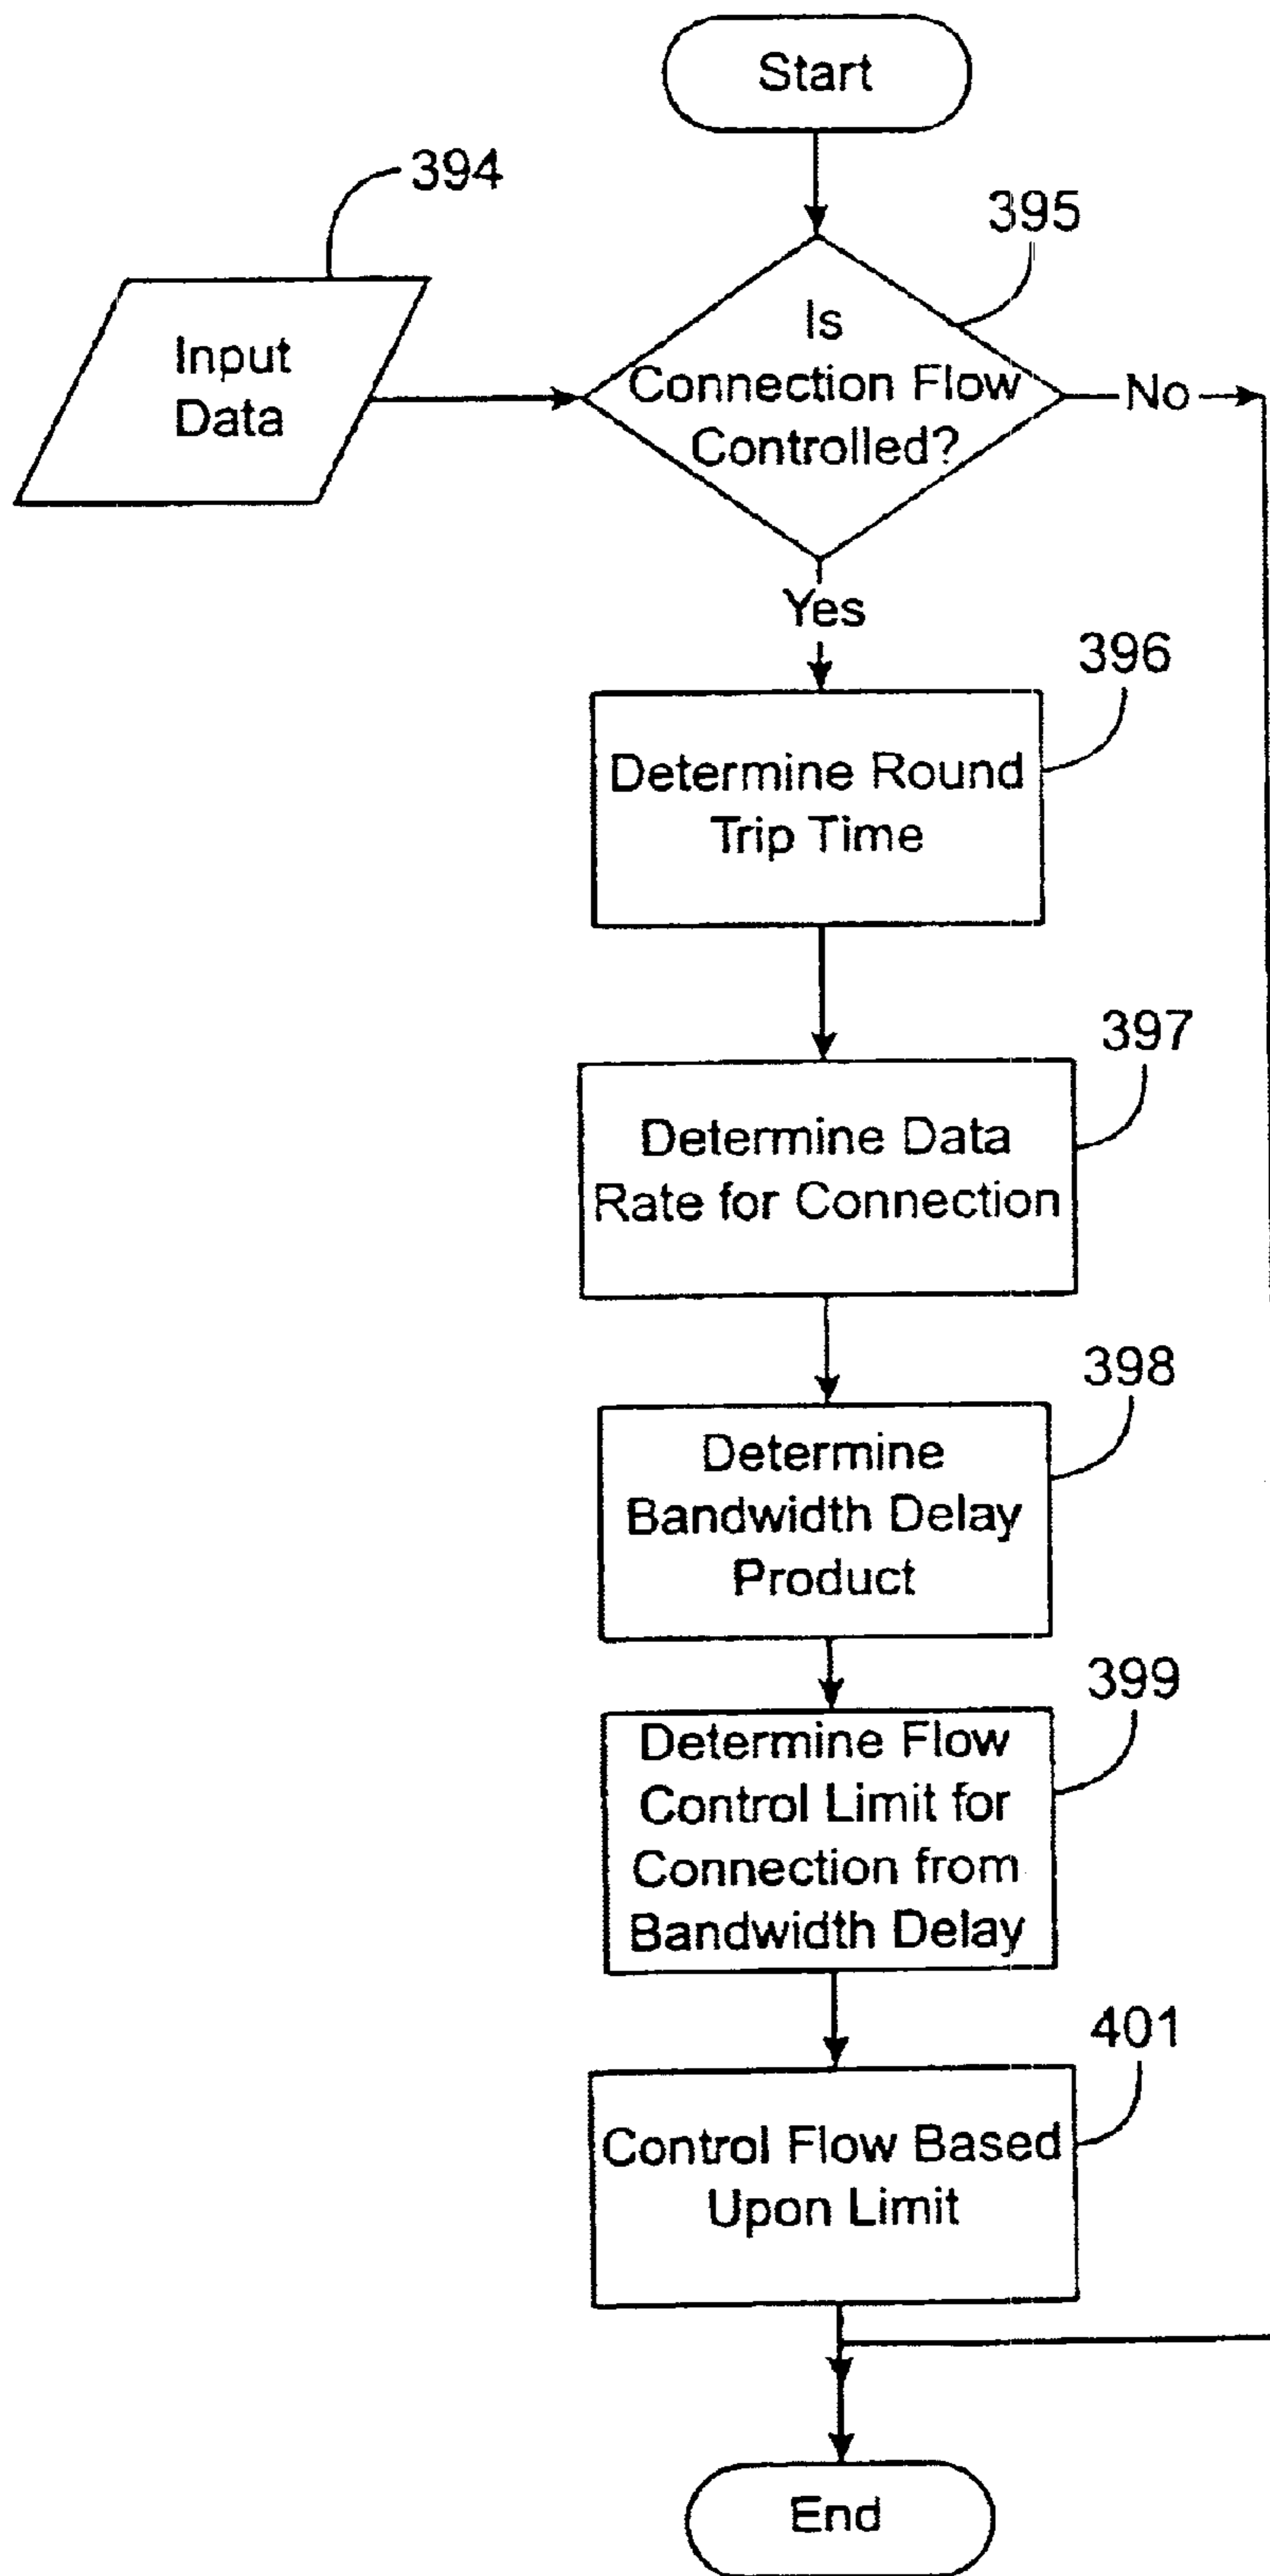 Start
394
395
Input
Data
Is
Connection Flow
Controlled?
No
Yes
396
Determine Round
Trip Time
397
Determine Data
Rate for Connection
398
Determine
Bandwidth Delay
Product
399
Determine Flow
Control Limit for
Connection from
Bandwidth Delay
401
Control Flow Based
Upon Limit
End